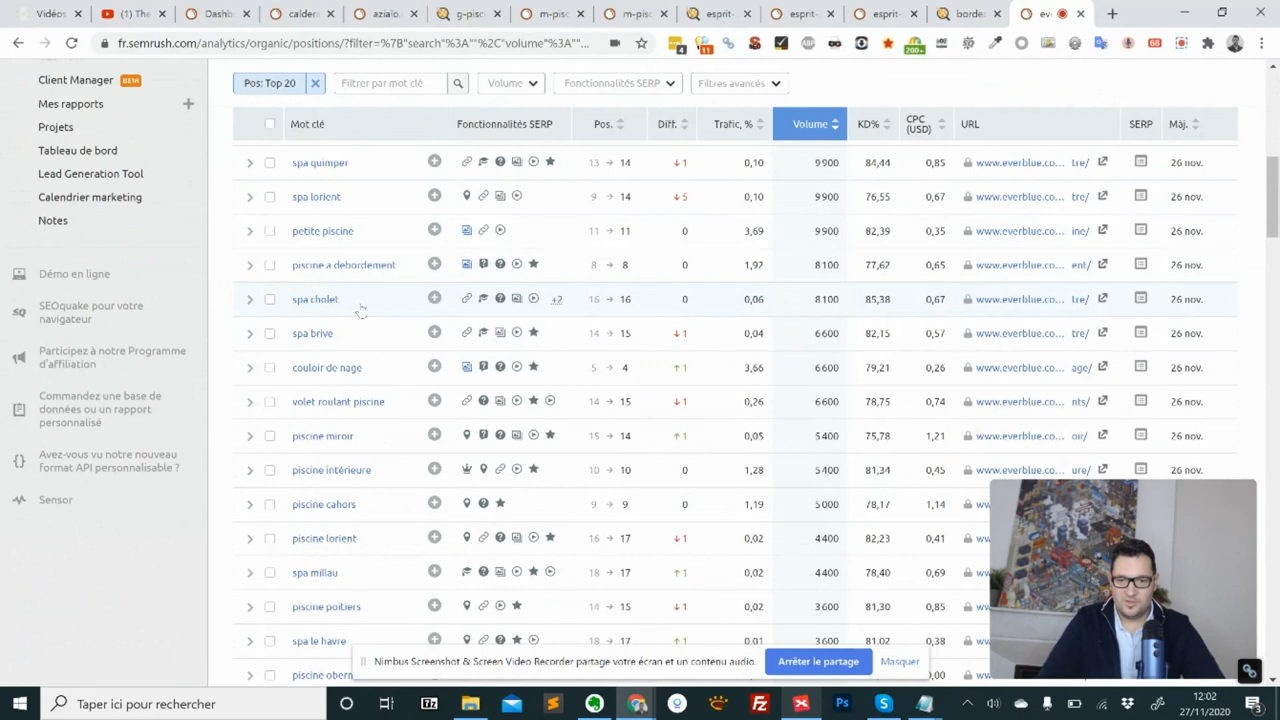 Vidéos
(1) The
Dashb
caldera
azialo.
g-pisc
m-pisc
m-pisc
esprit-
esprit-
esprit-
border
eve
fr.semrush.com/analytics/organic/positions/?filter=%7B"search"%3A""%2C"volume"%3A""...
4
11
200+
68
Client Manager BETA
Mes rapports
Projets
Tableau de bord
Lead Generation Tool
Calendrier marketing
Notes
Démo en ligne
SQ SEOquake pour votre
navigateur
Participez à notre Programme
d'affiliation
Commandez une base de
données ou un rapport
personnalisé
Avez-vous vu notre nouveau
format API personnalisable ?
Sensor
Pos: Top 20
Filtrer par mot clé
Volume
Fonctionnalités SERP
Filtres avancés
Mot clé Fonctionnalités SERP Pos. Diff. Trafic, % Volume KD% CPC (USD) URL SERP Màj.
spa quimper 13 → 14 ↓ 1 0,10 9 900 84,44 0,85 www.everblue.co... tre/ 26 nov.
spa lorient 9 → 14 ↓ 5 0,10 9 900 76,55 0,67 www.everblue.co... tre/ 26 nov.
petite piscine 11 → 11 0 3,69 9 900 82,39 0,35 www.everblue.co... ine/ 26 nov.
piscine a debordement 8 → 8 0 1,92 8 100 77,62 0,65 www.everblue.co... ent/ 26 nov.
spa cholet +2 16 → 16 0 0,06 8 100 85,38 0,67 www.everblue.co... tre/ 26 nov.
spa brive 14 → 15 ↓ 1 0,04 6 600 82,15 0,57 www.everblue.co... tre/ 26 nov.
couloir de nage 5 → 4 ↑ 1 3,66 6 600 79,21 0,26 www.everblue.co... age/ 26 nov.
volet roulant piscine 14 → 15 ↓ 1 0,26 6 600 78,75 0,74 www.everblue.co... nts/ 26 nov.
piscine miroir 15 → 14 ↑ 1 0,05 5 400 75,78 1,21 www.everblue.co... oir/ 26 nov.
piscine intérieure 10 → 10 0 1,28 5 400 81,34 0,45 www.everblue.co... ure/ 26 nov.
piscine cahors 9 → 9 0 1,19 5 000 78,17 1,14
piscine lorient 16 → 17 ↓ 1 0,02 4 400 82,23 0,41
spa millau 18 → 17 ↑ 1 0,02 4 400 78,40 0,69
piscine poitiers 14 → 15 ↓ 1 0,02 3 600 81,30 0,85
spa le havre 18 → 17 ↑ 1 0,01 3 600 81,02 0,38
piscine obern
Nimbus Screenshot & Screen Video Recorder partage votre écran et un contenu audio.
Arrêter le partage
Masquer
Taper ici pour rechercher
12:02
27/11/2020
3